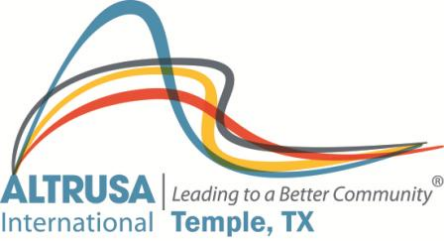 ALTRUSA | Leading to a Better Community®
International Temple, TX